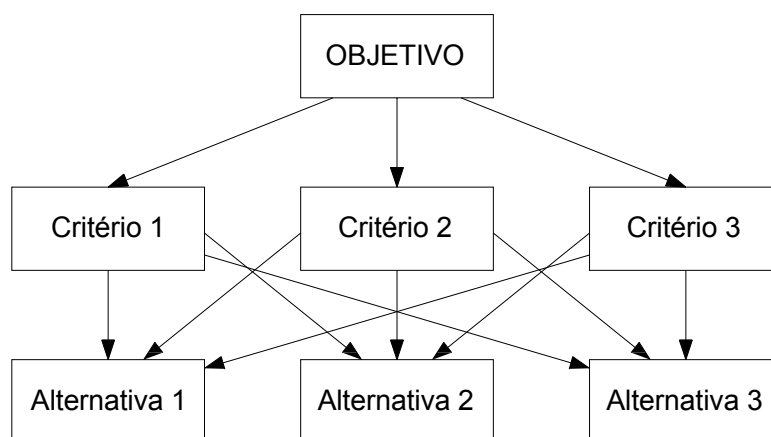 OBJETIVO
Critério 1
Critério 2
Critério 3
Alternativa 1
Alternativa 2
Alternativa 3